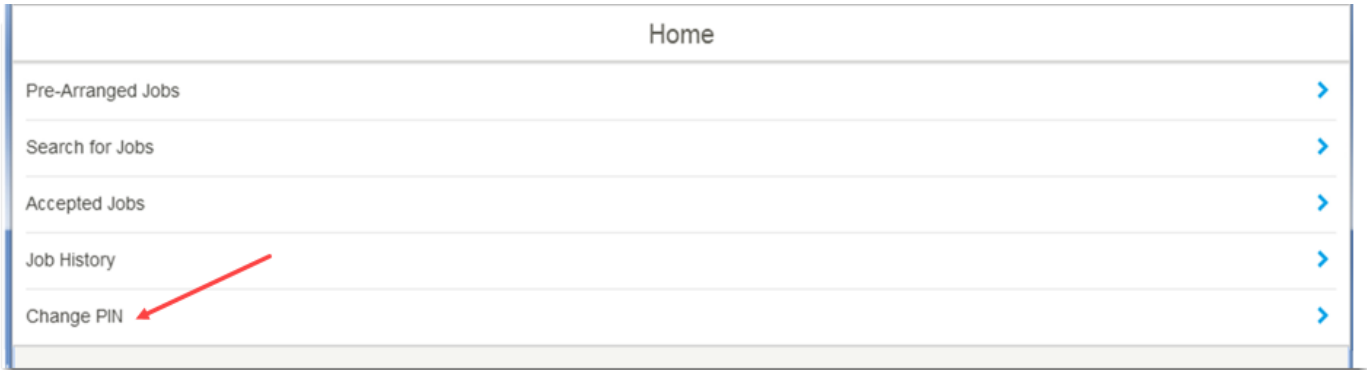 Home
Pre-Arranged Jobs
Search for Jobs
Accepted Jobs
Job History
Change PIN